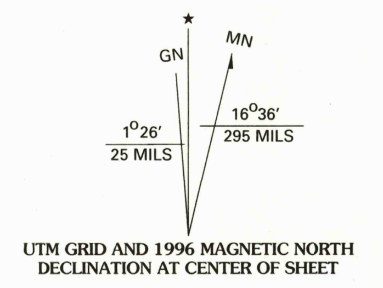 ★
GN
MN
1°26′
25 MILS
16°36′
295 MILS
UTM GRID AND 1996 MAGNETIC NORTH
DECLINATION AT CENTER OF SHEET